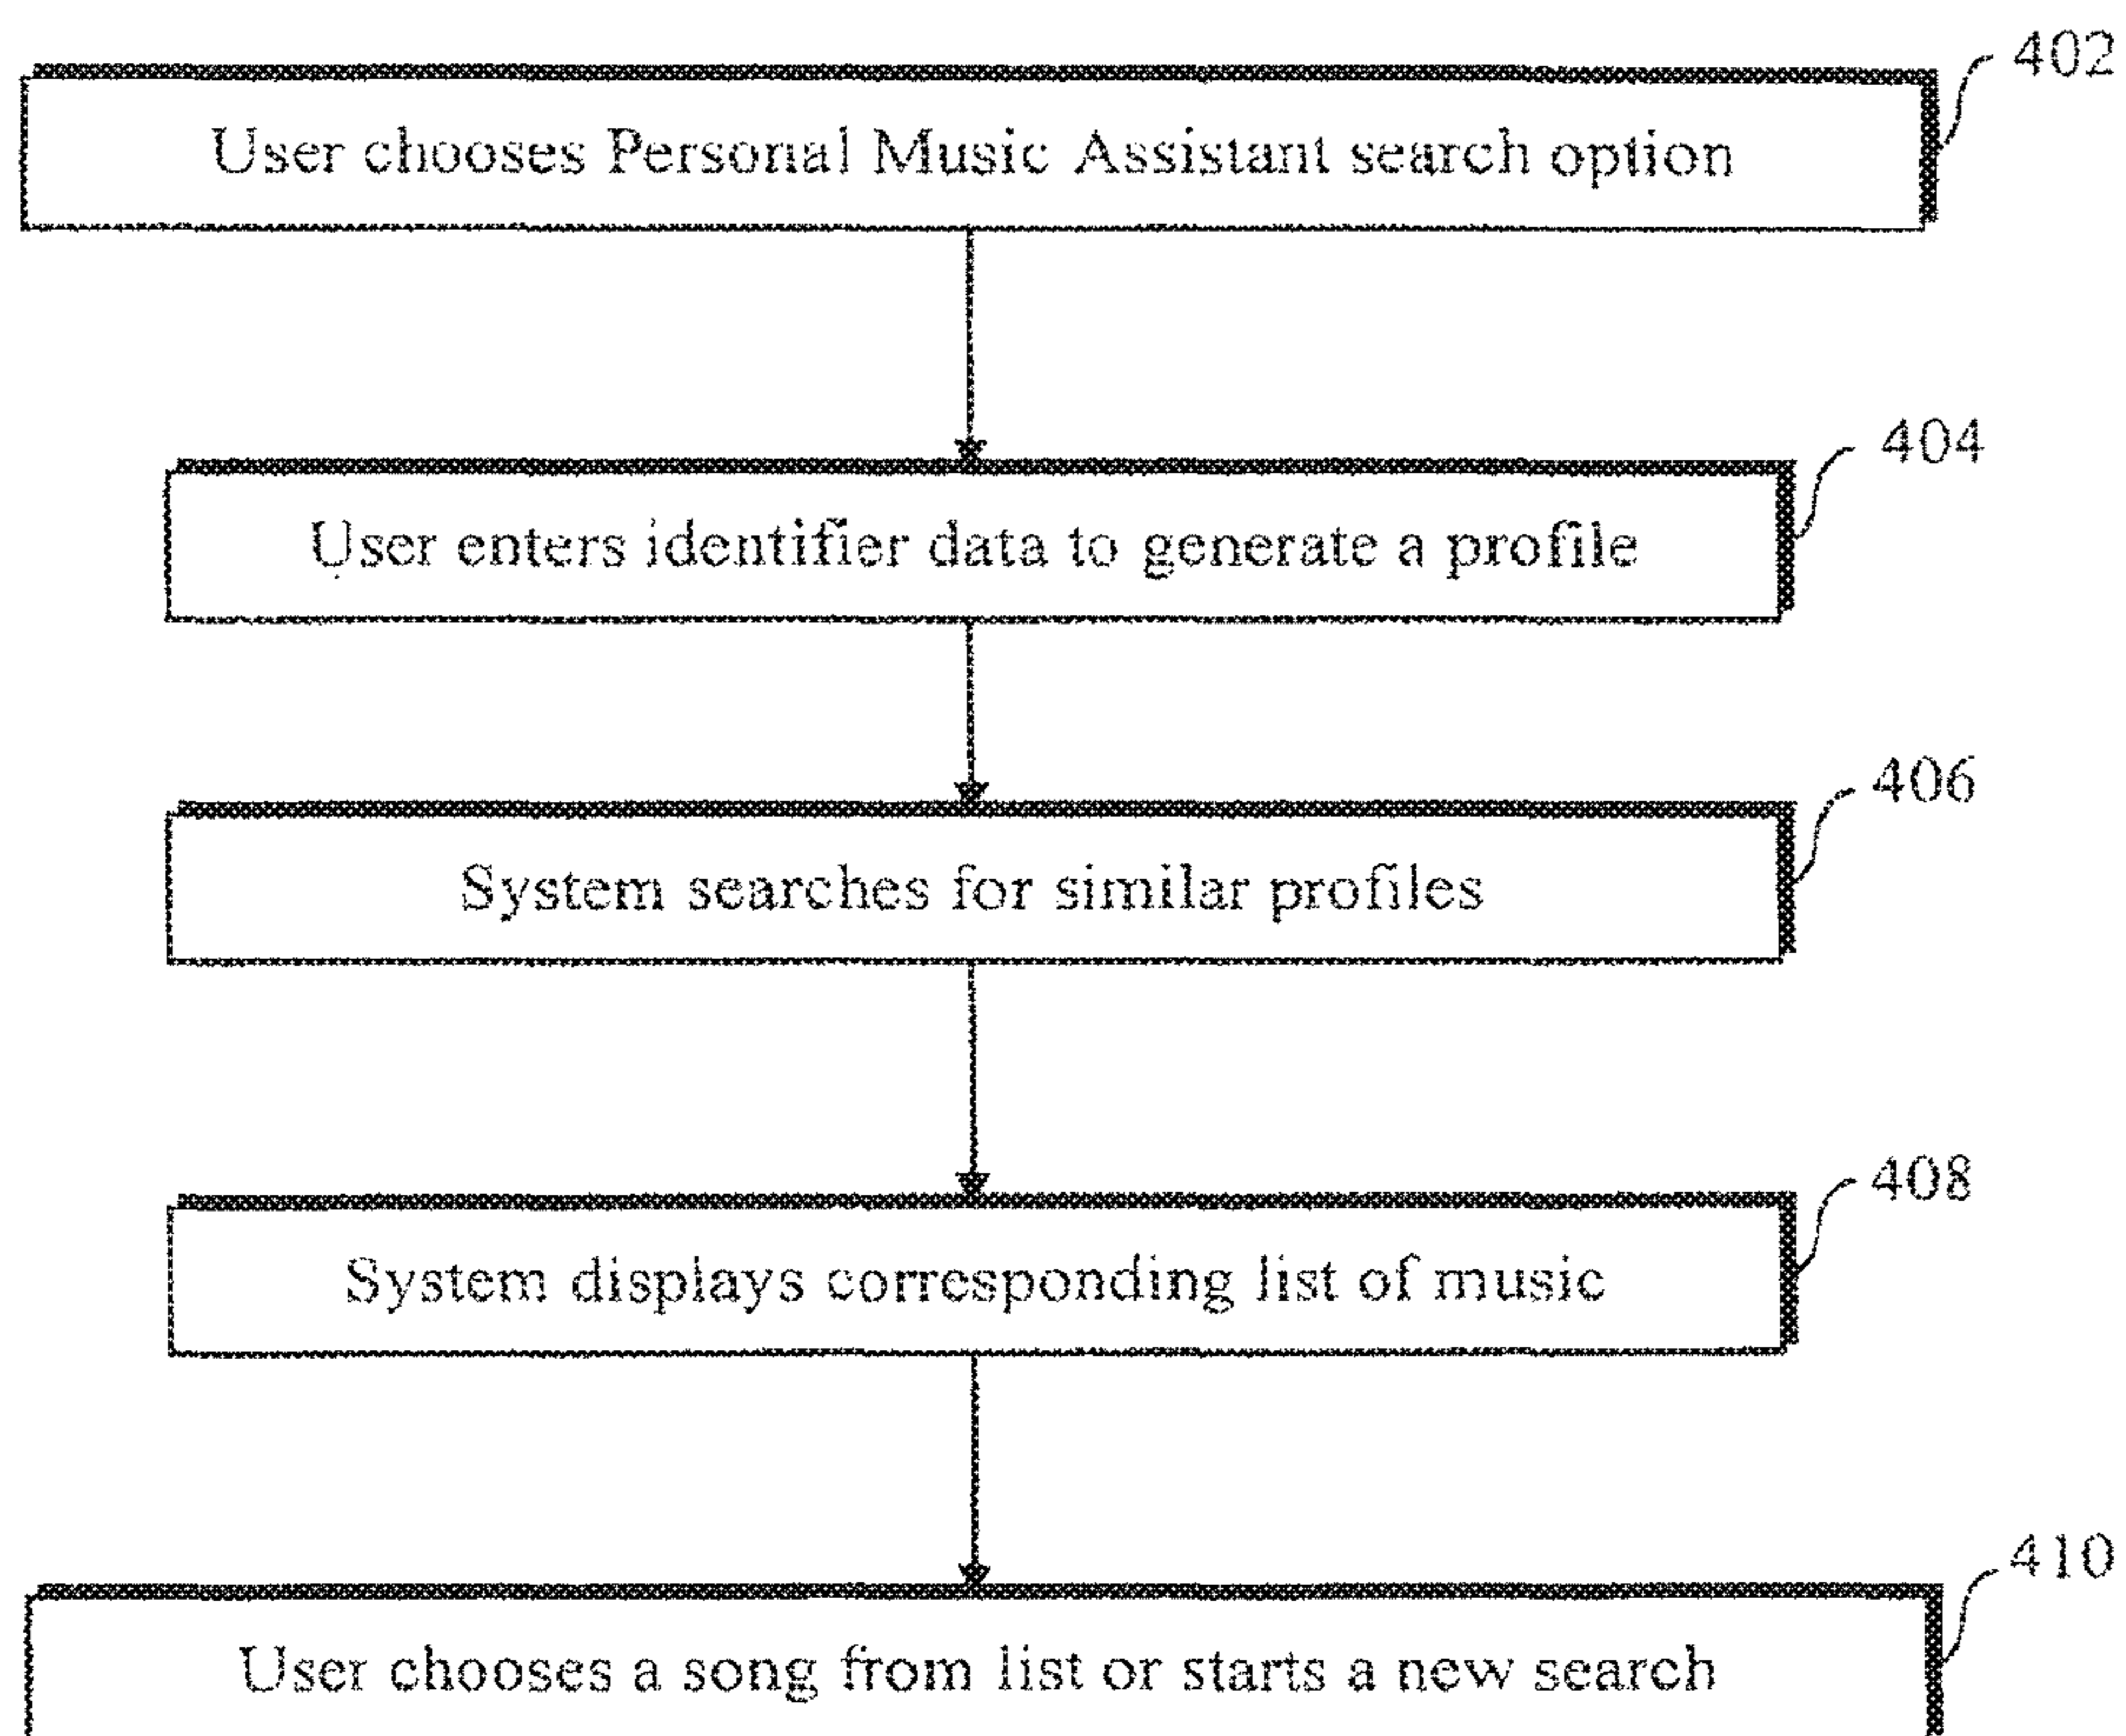 402
User chooses Personal Music Assistant search option
404
User enters identifier data to generate a profile
406
System searches for similar profiles
408
System displays corresponding list of music
410
User chooses a song from list or starts a new search